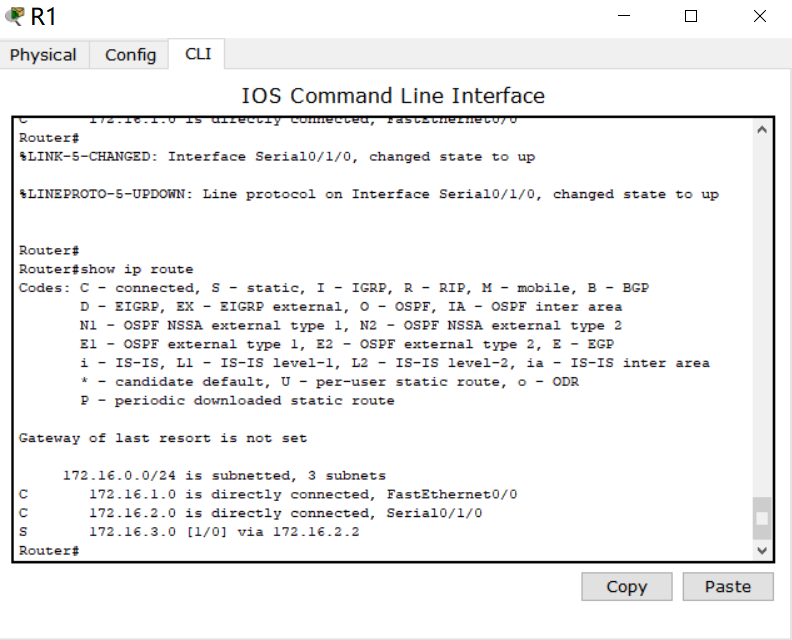 R1
Physical Config CLI
IOS Command Line Interface
C 172.16.1.0 is directly connected, FastEthernet0/0
Router#
%LINK-5-CHANGED: Interface Serial0/1/0, changed state to up
%LINEPROTO-5-UPDOWN: Line protocol on Interface Serial0/1/0, changed state to up
Router#
Router#show ip route
Codes: C - connected, S - static, I - IGRP, R - RIP, M - mobile, B - BGP
D - EIGRP, EX - EIGRP external, O - OSPF, IA - OSPF inter area
N1 - OSPF NSSA external type 1, N2 - OSPF NSSA external type 2
E1 - OSPF external type 1, E2 - OSPF external type 2, E - EGP
i - IS-IS, L1 - IS-IS level-1, L2 - IS-IS level-2, ia - IS-IS inter area
* - candidate default, U - per-user static route, o - ODR
P - periodic downloaded static route
Gateway of last resort is not set
172.16.0.0/24 is subnetted, 3 subnets
C 172.16.1.0 is directly connected, FastEthernet0/0
C 172.16.2.0 is directly connected, Serial0/1/0
S 172.16.3.0 [1/0] via 172.16.2.2
Router#
Copy Paste